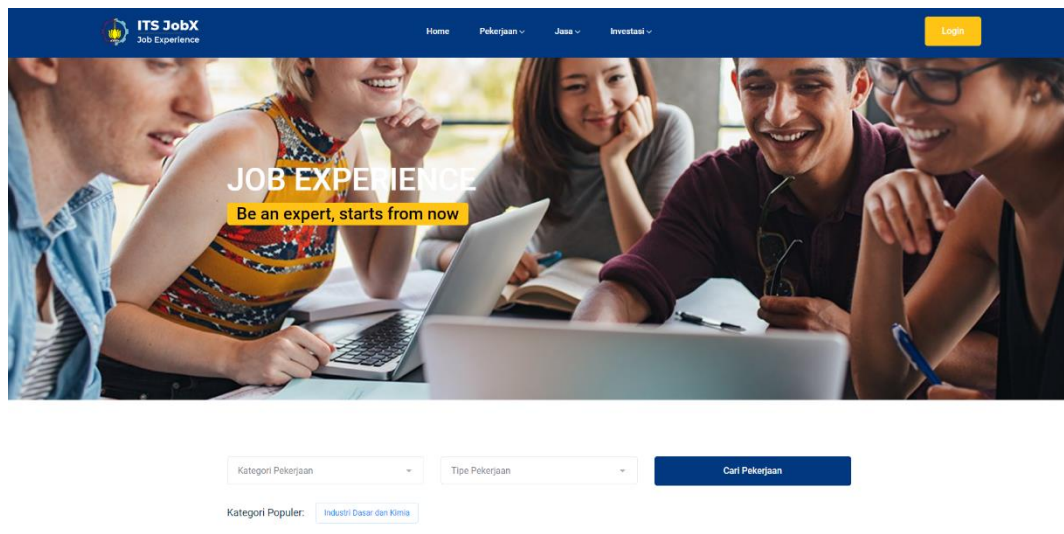 ITS JobX
Job Experience
Home Pekerjaan Jasa Investasi
Login
JOB EXPERIENCE
Be an expert, starts from now
Kategori Pekerjaan Tipe Pekerjaan Cari Pekerjaan
Kategori Populer: Industri Dasar dan Kimia